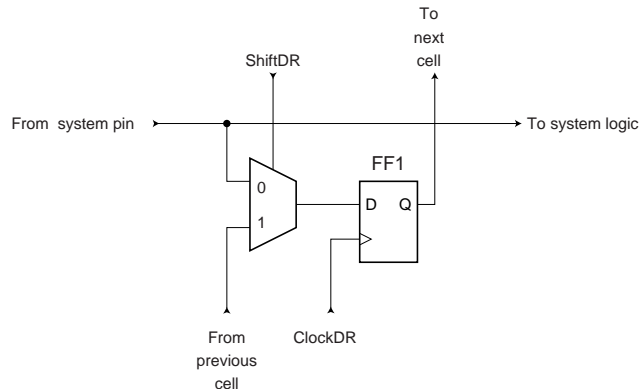 To
next
cell
ShiftDR
From system pin
To system logic
FF1
0
D Q
1
From
previous
cell
ClockDR